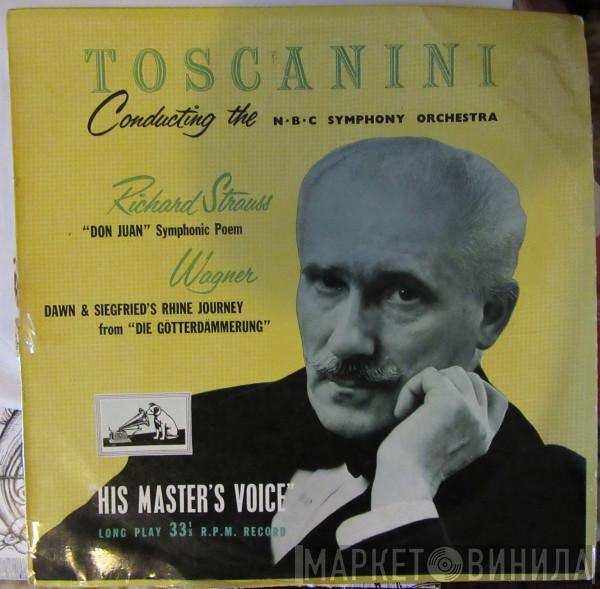 TOSCANINI
Conducting the N·B·C SYMPHONY ORCHESTRA
Richard Strauss
"DON JUAN" Symphonic Poem
Wagner
DAWN & SIEGFRIED'S RHINE JOURNEY
from "DIE GÖTTERDÄMMERUNG"
"HIS MASTER'S VOICE"
LONG PLAY 33⅓ R.P.M. RECORD
МАРКЕТ ВИНИЛА